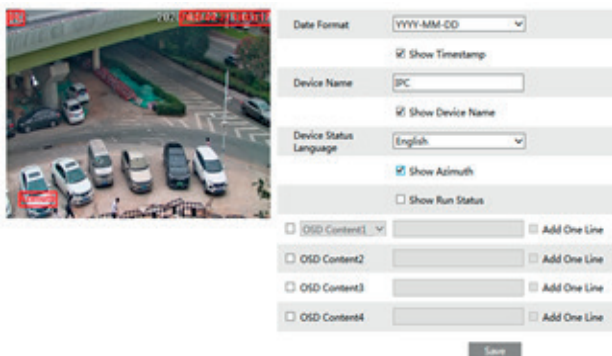 Date Format YYYY-MM-DD
Show Timestamp
Device Name IPC
Show Device Name
Device Status Language English
Show Azimuth
Show Run Status
OSD Content1 Add One Line
OSD Content2 Add One Line
OSD Content3 Add One Line
OSD Content4 Add One Line
Save